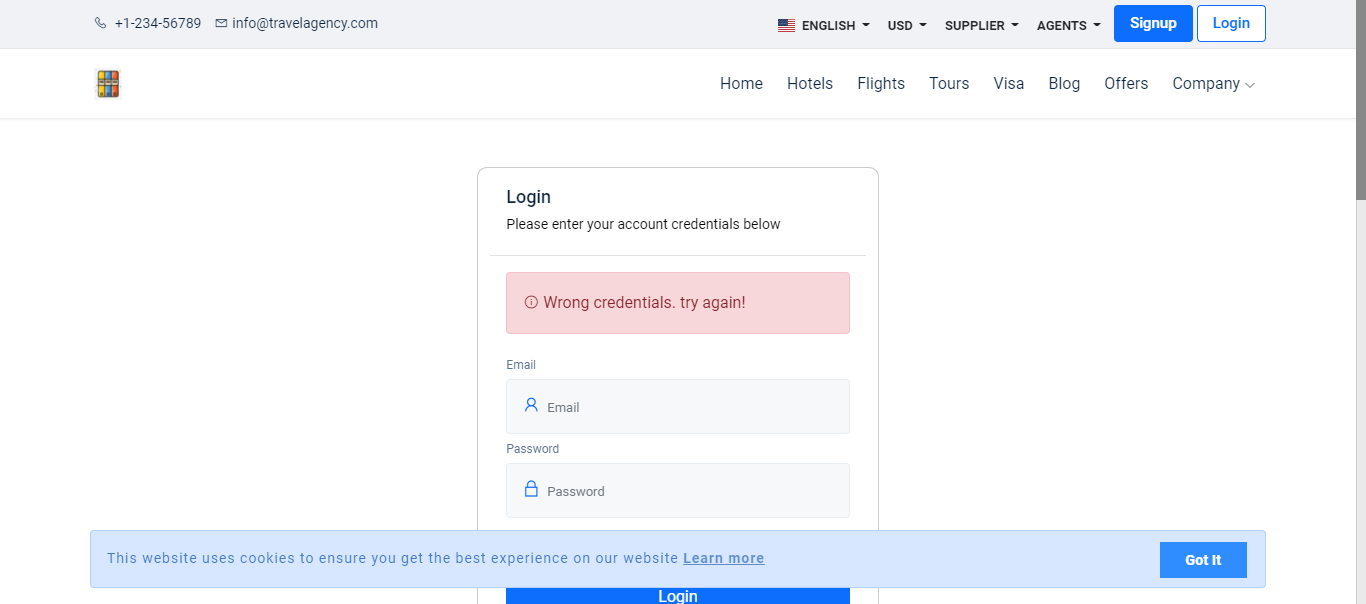 +1-234-56789 info@travelagency.com ENGLISH USD SUPPLIER AGENTS Signup Login
Home Hotels Flights Tours Visa Blog Offers Company
Login
Please enter your account credentials below
Wrong credentials. try again!
Email
Email
Password
Password
This website uses cookies to ensure you get the best experience on our website Learn more Got It
Login